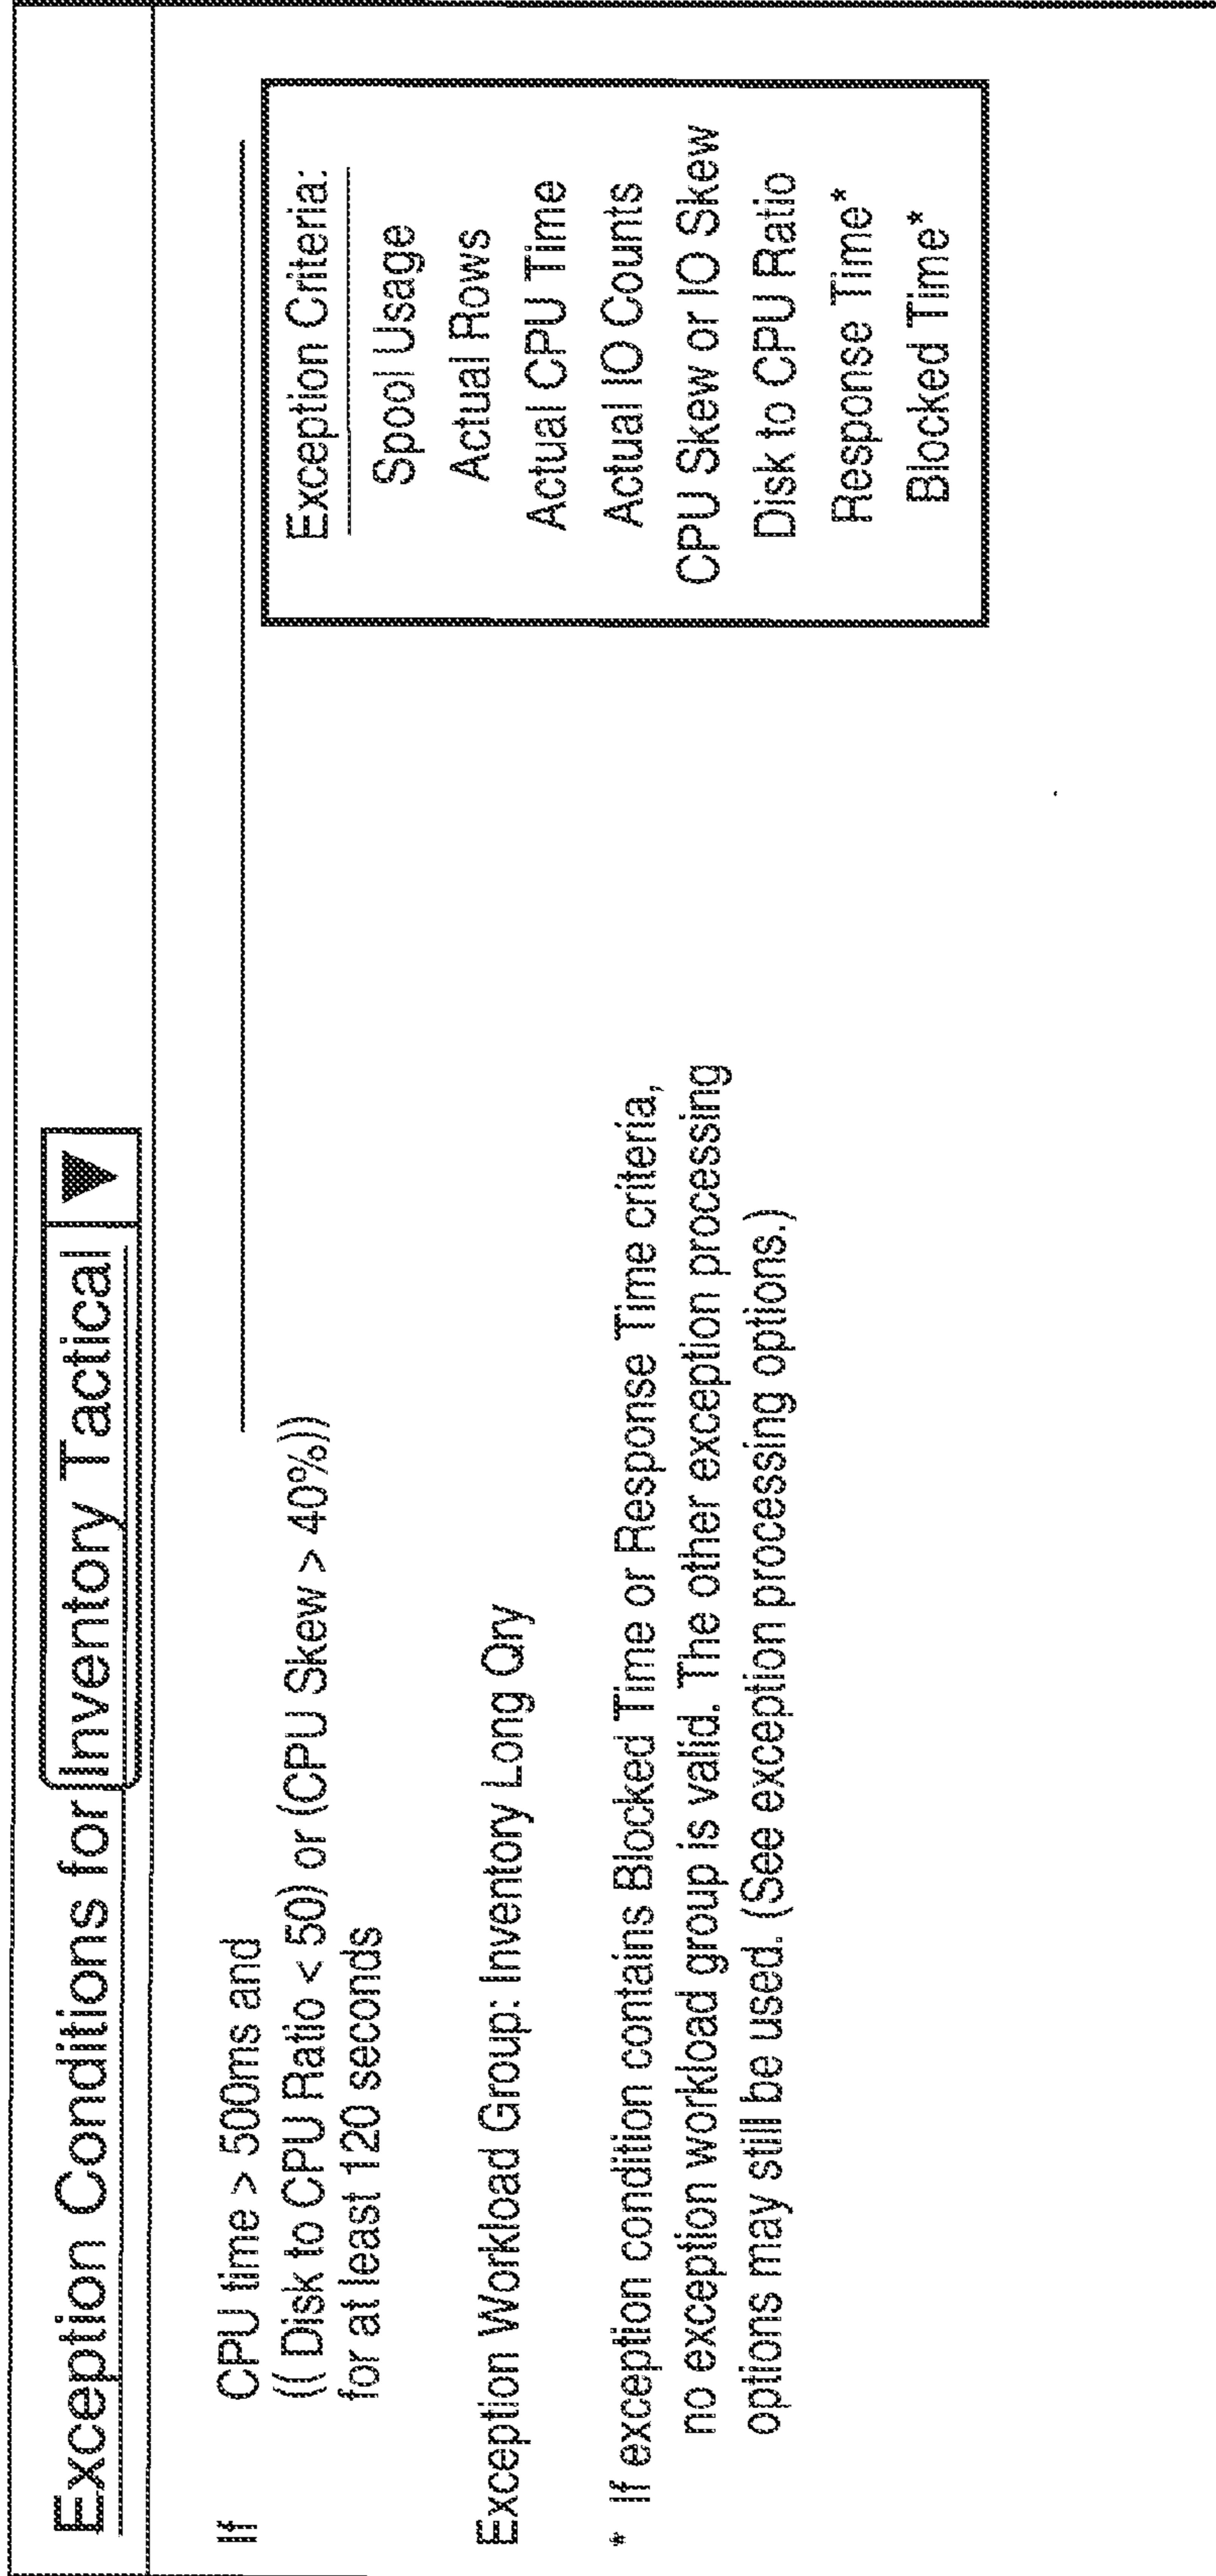 Exception Conditions for Inventory Tactical
If CPU time > 500ms and
(( Disk to CPU Ratio < 50) or (CPU Skew > 40%))
for at least 120 seconds
Exception Workload Group: Inventory Long Qry
* If exception condition contains Blocked Time or Response Time criteria,
no exception workload group is valid. The other exception processing
options may still be used. (See exception processing options.)
Exception Criteria:
Spool Usage
Actual Rows
Actual CPU Time
Actual IO Counts
CPU Skew or IO Skew
Disk to CPU Ratio
Response Time*
Blocked Time*